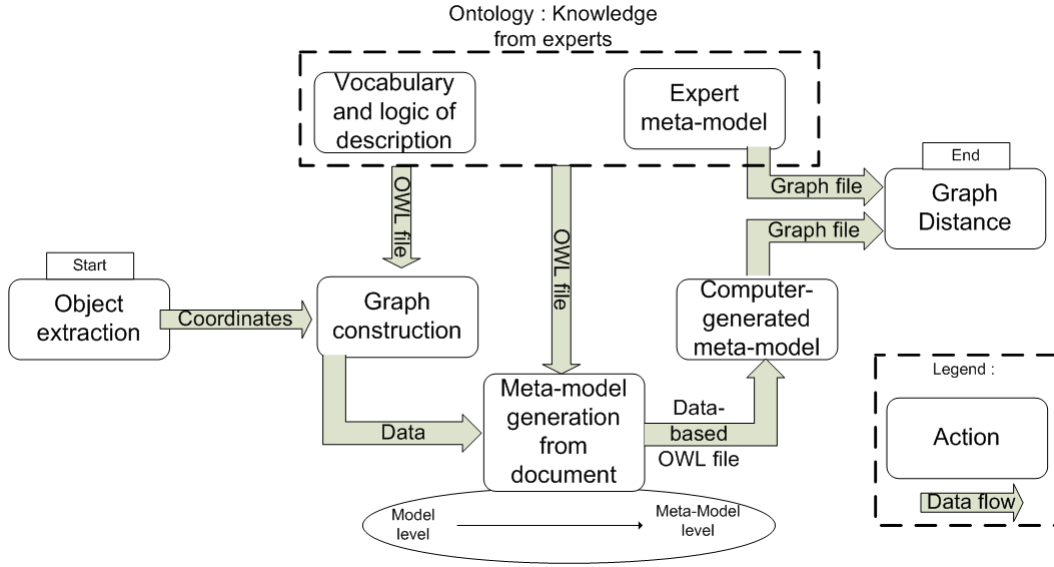 Ontology : Knowledge
from experts
Vocabulary
and logic of
description
Expert
meta-model
End
Graph
Distance
Graph file
Graph file
OWL file
OWL file
Start
Object
extraction
Coordinates
Graph
construction
Computer-
generated
meta-model
Data
Meta-model
generation
from
document
Data-
based
OWL file
Model
level
Meta-Model
level
Legend :
Action
Data flow